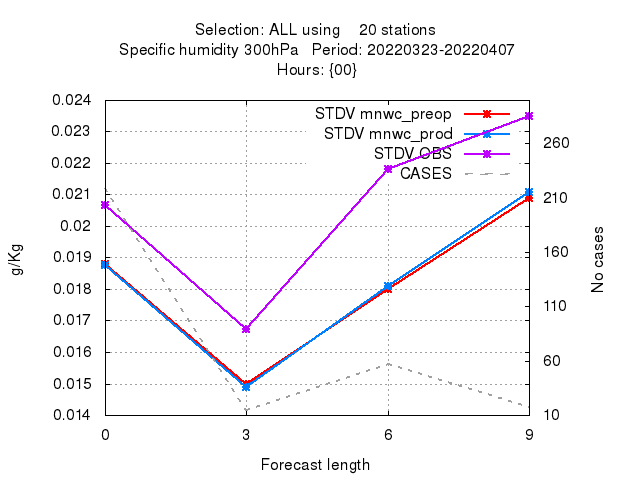 Selection: ALL using 20 stations
Specific humidity 300hPa Period: 20220323-20220407
Hours: {00}
0.024
0.023
0.022
0.021
0.02
0.019
0.018
0.017
0.016
0.015
0.014
g/Kg
STDV mnwc_preop
STDV mnwc_prod
STDV OBS
CASES
260
210
160
110
60
10
No cases
0 3 6 9
Forecast length